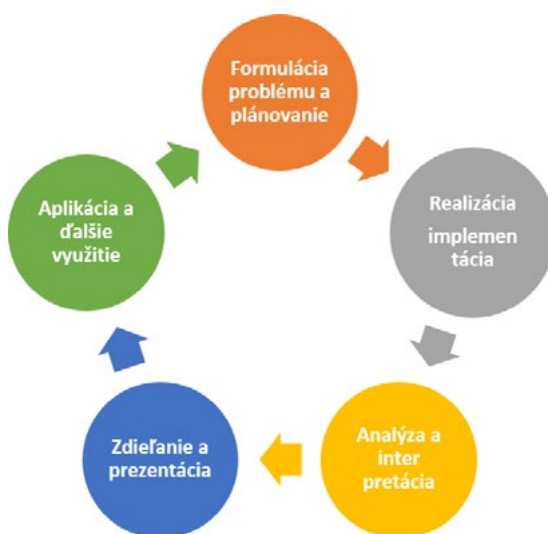 Formulácia
problému a
plánovanie
Realizácia
implemen
tácia
Analýza a
inter
pretácia
Zdieľanie a
prezentácia
Aplikácia a
ďalšie
využitie